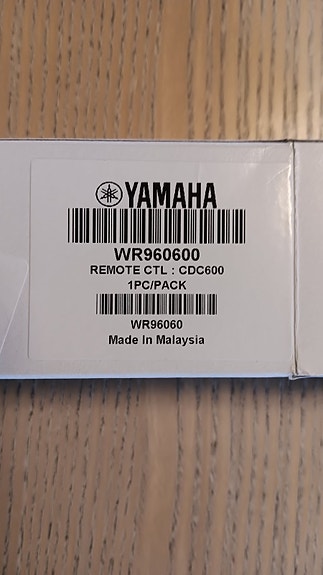 YAMAHA
WR960600
REMOTE CTL : CDC600
1PC/PACK
WR96060
Made In Malaysia